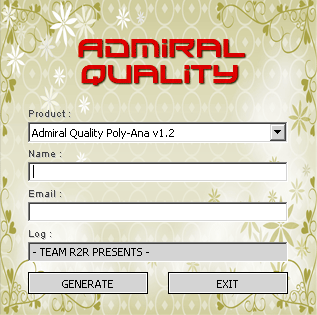 ADMIRAL
QUALITY
Product :
Admiral Quality Poly-Ana v1.2
Name :
Email :
Log :
- TEAM R2R PRESENTS -
GENERATE
EXIT